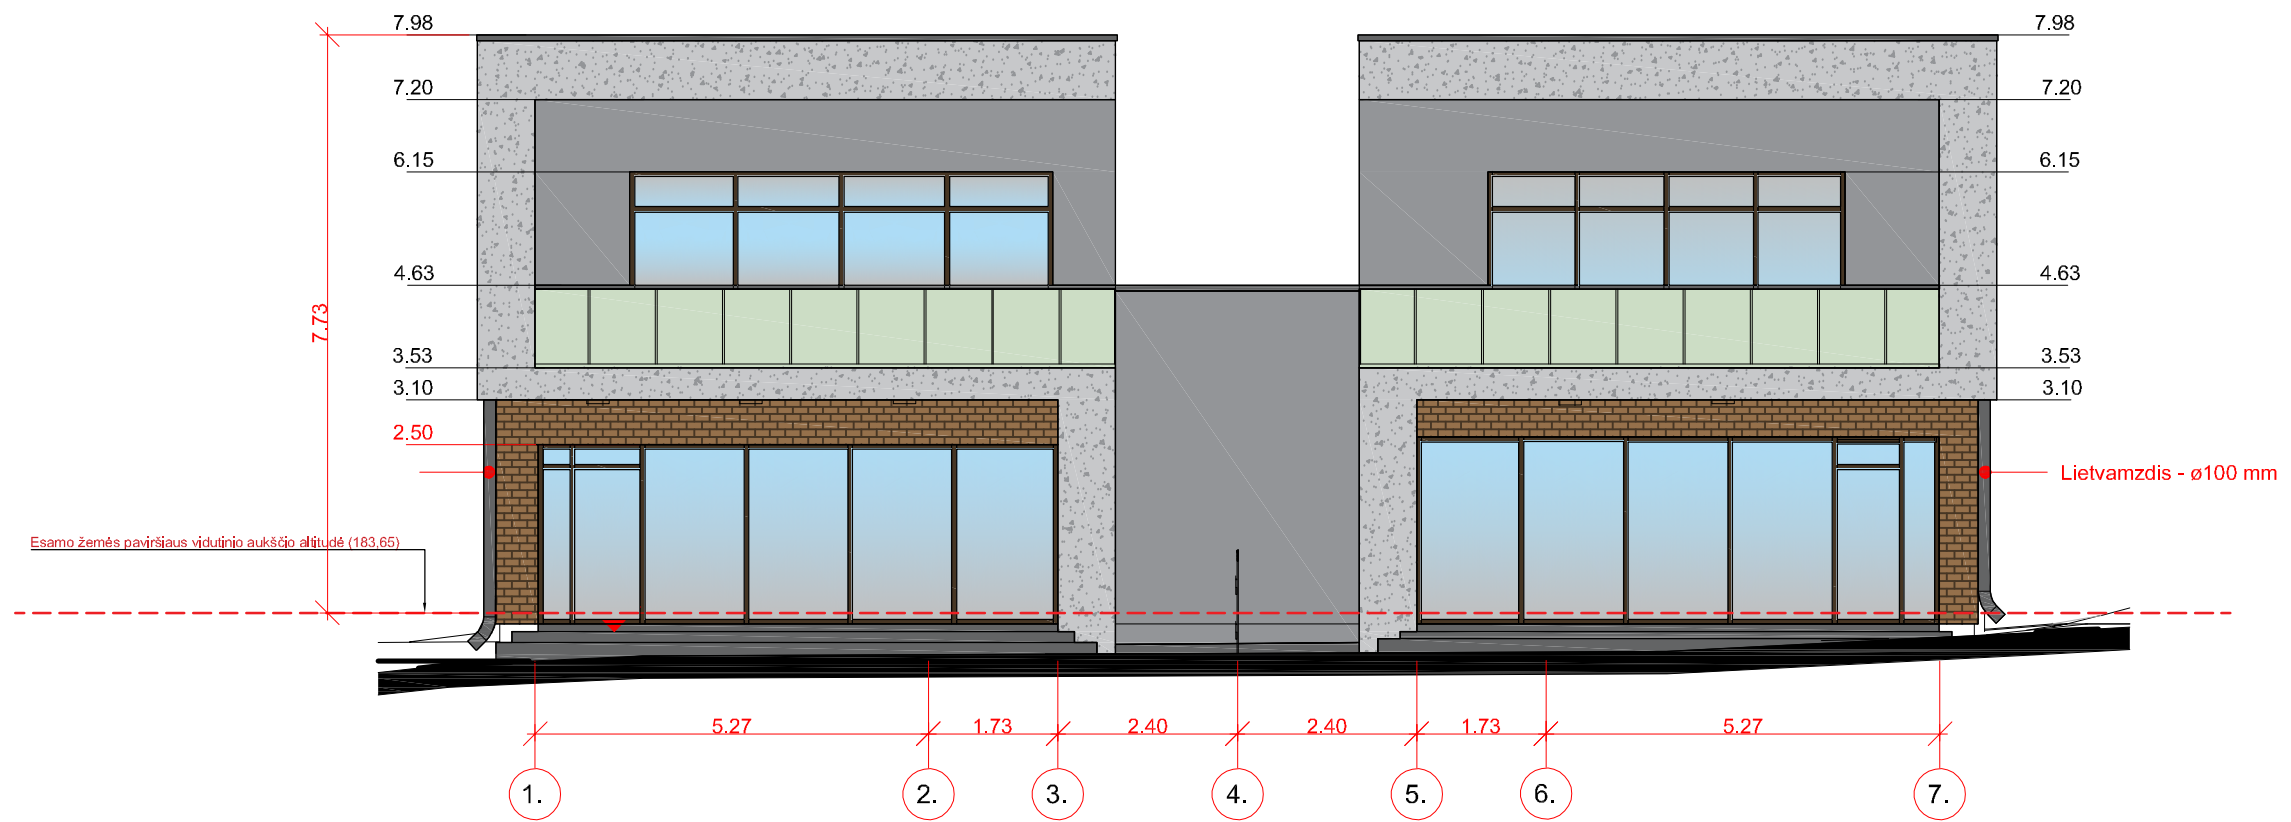 7.98 7.98
7.20 7.20
6.15 6.15
4.63 4.63
7.73
3.53 3.53
3.10 3.10
2.50
Lietvamzdis - ø100 mm
Esamo žemės paviršiaus vidutinio aukščio altitudė (183,65)
5.27 1.73 2.40 2.40 1.73 5.27
1. 2. 3. 4. 5. 6. 7.